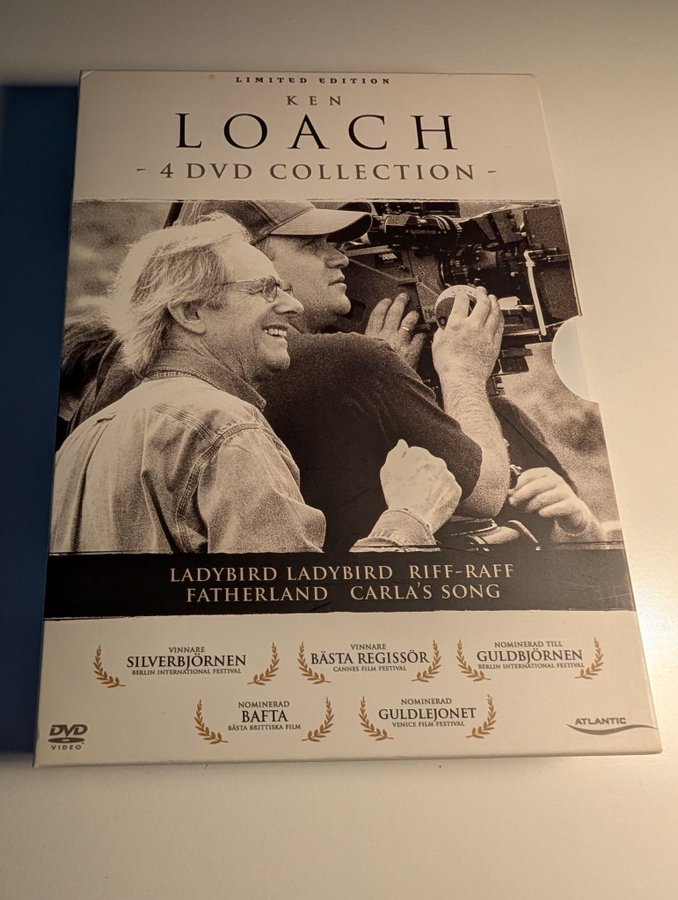 LIMITED EDITION
KEN
LOACH
- 4 DVD COLLECTION -
LADYBIRD LADYBIRD RIFF-RAFF
FATHERLAND CARLA'S SONG
VINNARE
SILVERBJÖRNEN
BERLIN INTERNATIONAL FESTIVAL
VINNARE
BÄSTA REGISSÖR
CANNES FILM FESTIVAL
NOMINERAD TILL
GULDBJÖRNEN
BERLIN INTERNATIONAL FESTIVAL
NOMINERAD
BAFTA
BÄSTA BRITTISKA FILM
NOMINERAD
GULDLEJONET
VENICE FILM FESTIVAL
DVD
VIDEO
ATLANTIC